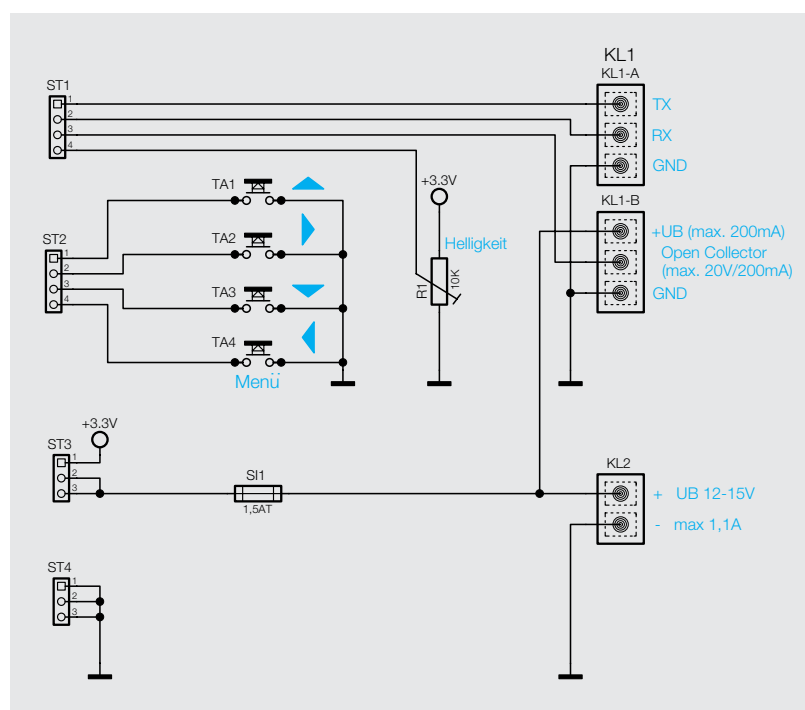 KL1
KL1-A
ST1
1
2
3
4
TX
RX
GND
TA1
+3.3V
KL1-B
ST2
1
2
3
4
TA2
Helligkeit
+UB (max. 200mA)
Open Collector
(max. 20V/200mA)
GND
TA3
R1
10K
TA4
Menü
+3.3V
ST3
1
2
3
SI1
1,5AT
KL2
+ UB 12-15V
- max 1,1A
ST4
1
2
3